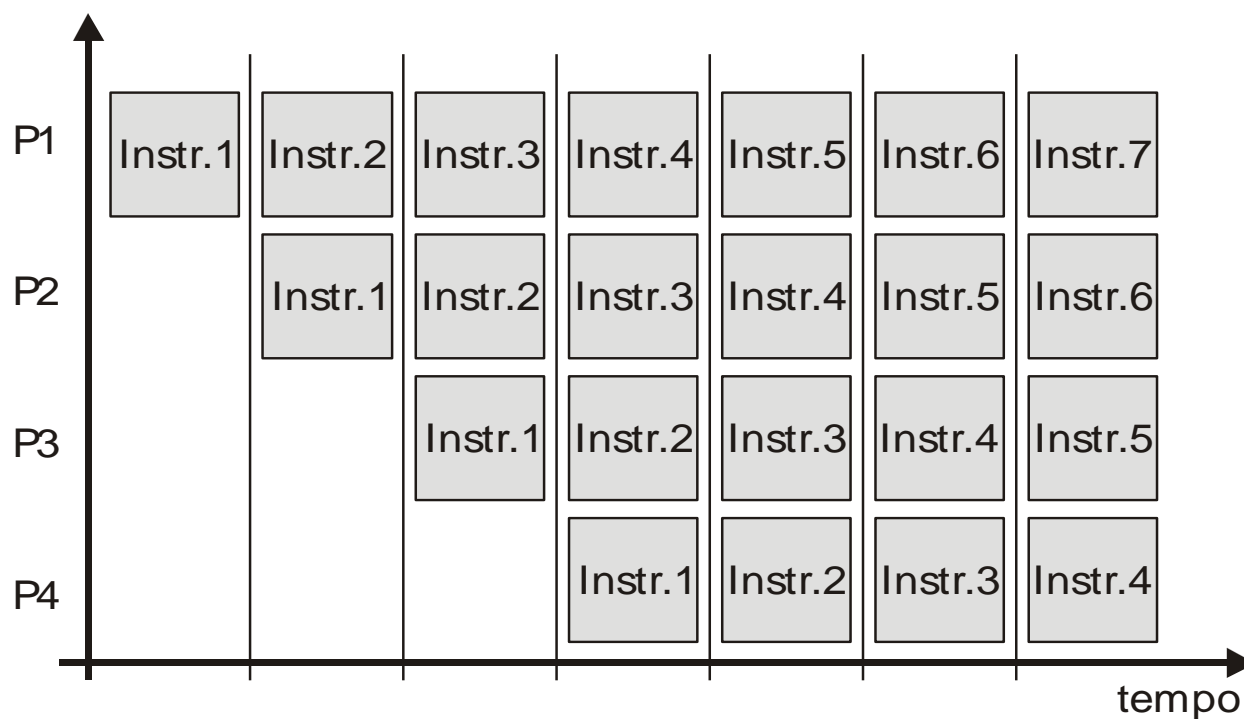 P1 Instr.1 Instr.2 Instr.3 Instr.4 Instr.5 Instr.6 Instr.7
P2 Instr.1 Instr.2 Instr.3 Instr.4 Instr.5 Instr.6
P3 Instr.1 Instr.2 Instr.3 Instr.4 Instr.5
P4 Instr.1 Instr.2 Instr.3 Instr.4
tempo